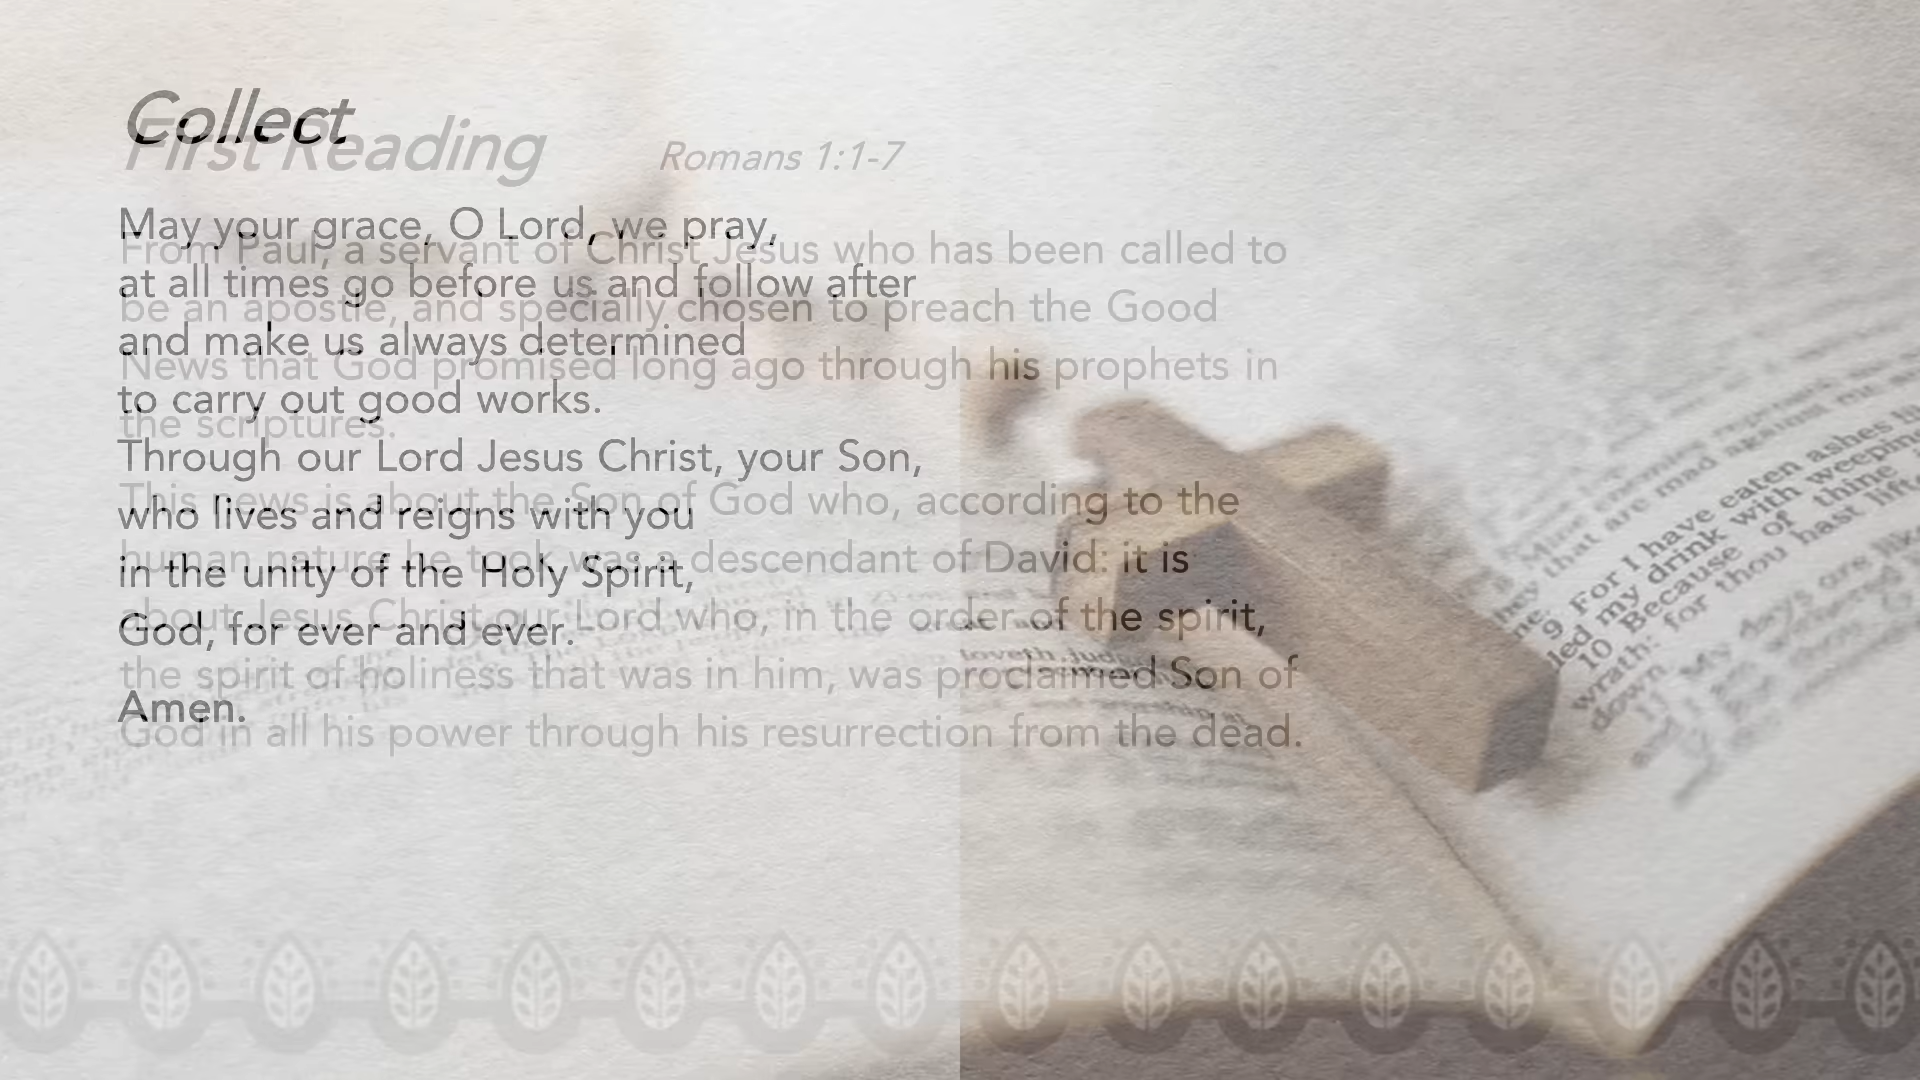 Collect
May your grace, O Lord, we pray,
at all times go before us and follow after
and make us always determined
to carry out good works.
Through our Lord Jesus Christ, your Son,
who lives and reigns with you
in the unity of the Holy Spirit,
God, for ever and ever.
Amen.
First Reading Romans 1:1-7
From Paul, a servant of Christ Jesus who has been called to
be an apostle, and specially chosen to preach the Good
News that God promised long ago through his prophets in
the scriptures.
This news is about the Son of God who, according to the
human nature he took was a descendant of David: it is
about Jesus Christ our Lord who, in the order of the spirit,
the spirit of holiness that was in him, was proclaimed Son of
God in all his power through his resurrection from the dead.
9 For I have eaten ashes
my drink with weeping
10 Because of thine
wrath: for thou hast
down.
11 My days are like